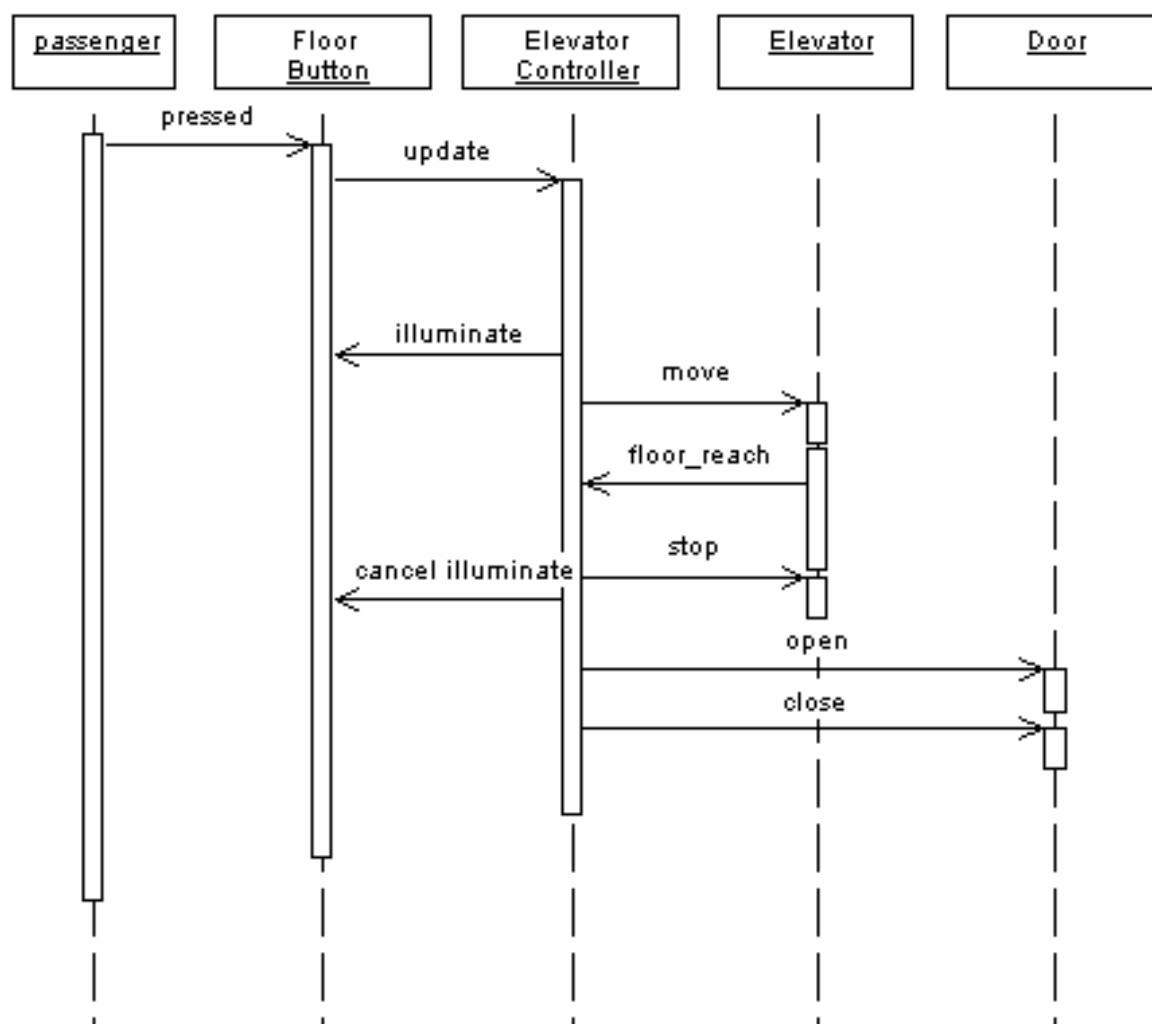 passenger
Floor
Button
Elevator
Controller
Elevator
Door
pressed
update
illuminate
move
floor_reach
stop
cancel illuminate
open
close